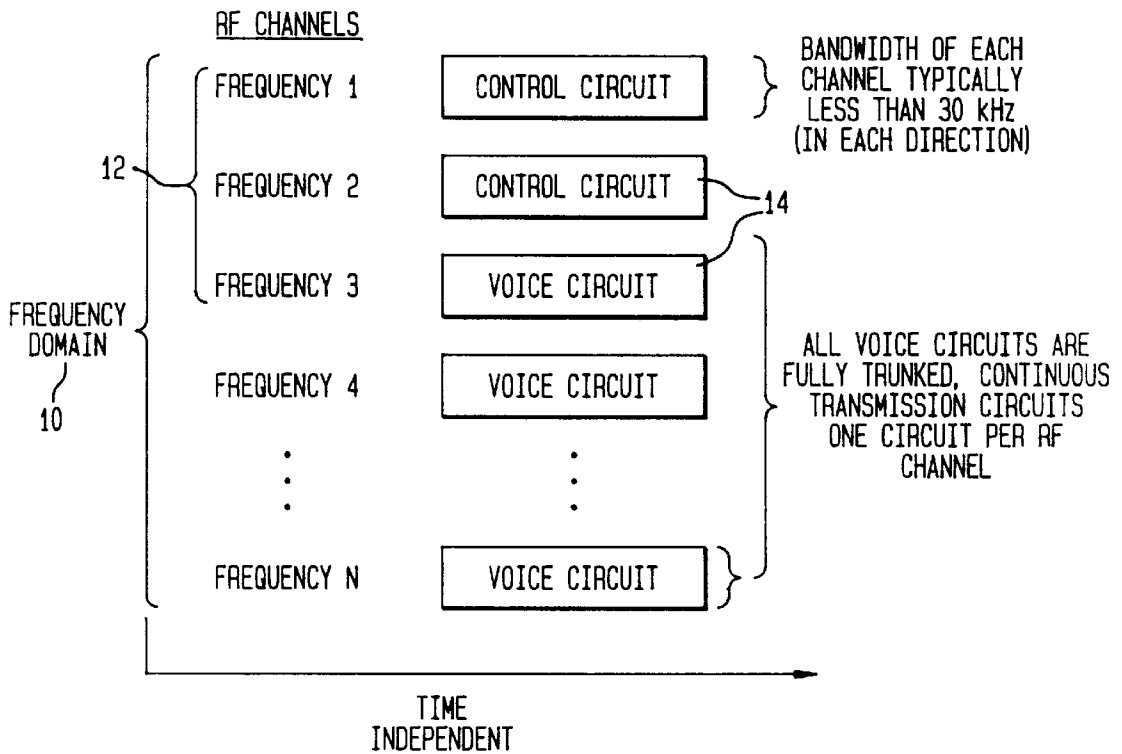 RF CHANNELS
FREQUENCY 1
CONTROL CIRCUIT
BANDWIDTH OF EACH
CHANNEL TYPICALLY
LESS THAN 30 kHz
(IN EACH DIRECTION)
12
FREQUENCY 2
CONTROL CIRCUIT
14
FREQUENCY 3
VOICE CIRCUIT
FREQUENCY
DOMAIN
10
FREQUENCY 4
VOICE CIRCUIT
ALL VOICE CIRCUITS ARE
FULLY TRUNKED, CONTINUOUS
TRANSMISSION CIRCUITS
ONE CIRCUIT PER RF
CHANNEL
FREQUENCY N
VOICE CIRCUIT
TIME
INDEPENDENT